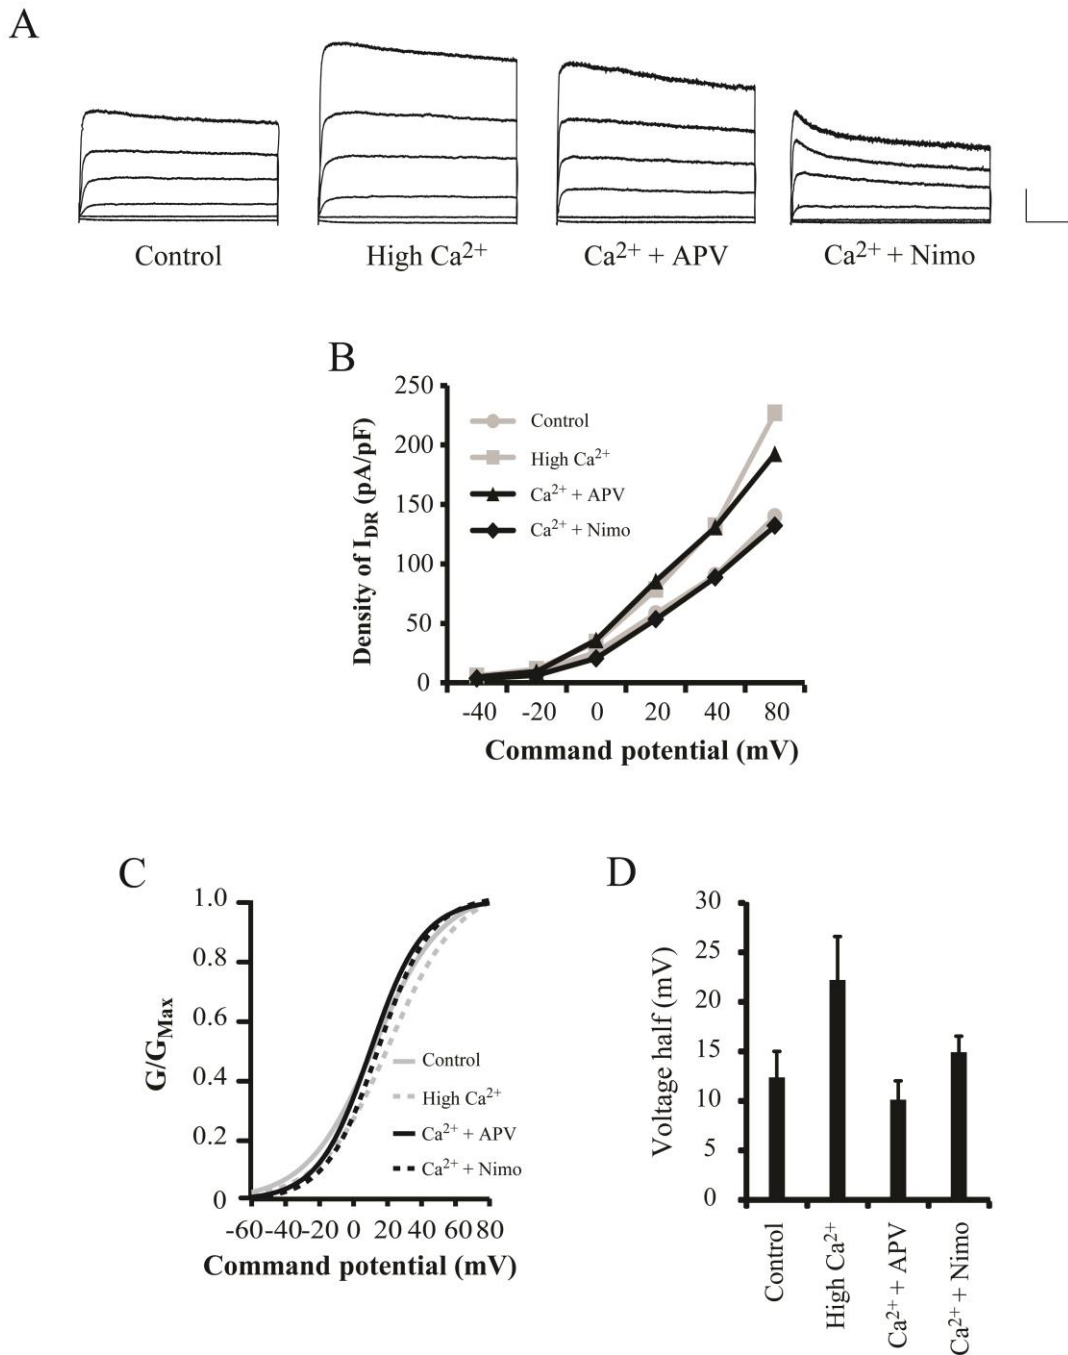 A
Control
High Ca²⁺
Ca²⁺ + APV
Ca²⁺ + Nimo
B
Density of I_DR (pA/pF)
250
200
150
100
50
0
Control
High Ca²⁺
Ca²⁺ + APV
Ca²⁺ + Nimo
-40 -20 0 20 40 80
Command potential (mV)
C
G/G_Max
1.0
0.8
0.6
0.4
0.2
0
Control
High Ca²⁺
Ca²⁺ + APV
Ca²⁺ + Nimo
-60 -40 -20 0 20 40 60 80
Command potential (mV)
D
Voltage half (mV)
30
25
20
15
10
5
0
Control
High Ca²⁺
Ca²⁺ + APV
Ca²⁺ + Nimo